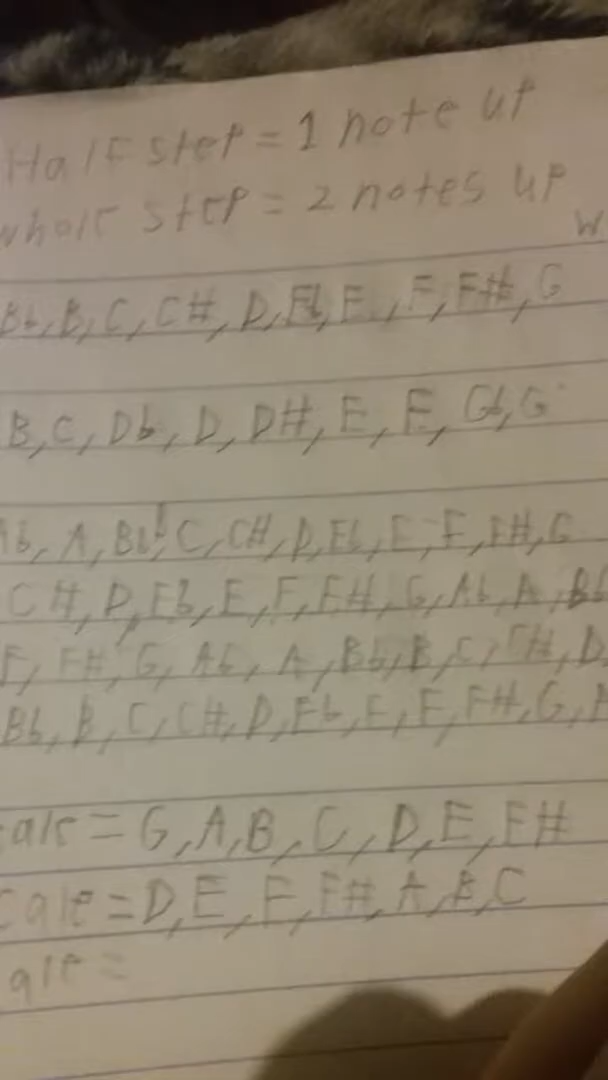 Half step = 1 note up
whole step = 2 notes up
W
Bb, B, C, C#, D, Eb, E, F, F#, G
B, C, Db, D, D#, E, F, Gb, G
Ab, A, Bb, C, C#, D, Eb, E, F, F#, G
C#, D, Eb, E, F, F#, G, Ab, A, Bb
F, F#, G, Ab, A, Bb, B, C, C#, D,
Bb, B, C, C#, D, Eb, E, F, F#, G,
cale = G, A, B, C, D, E, F#
cale = D, E, F, F#, A, B, C
ale =